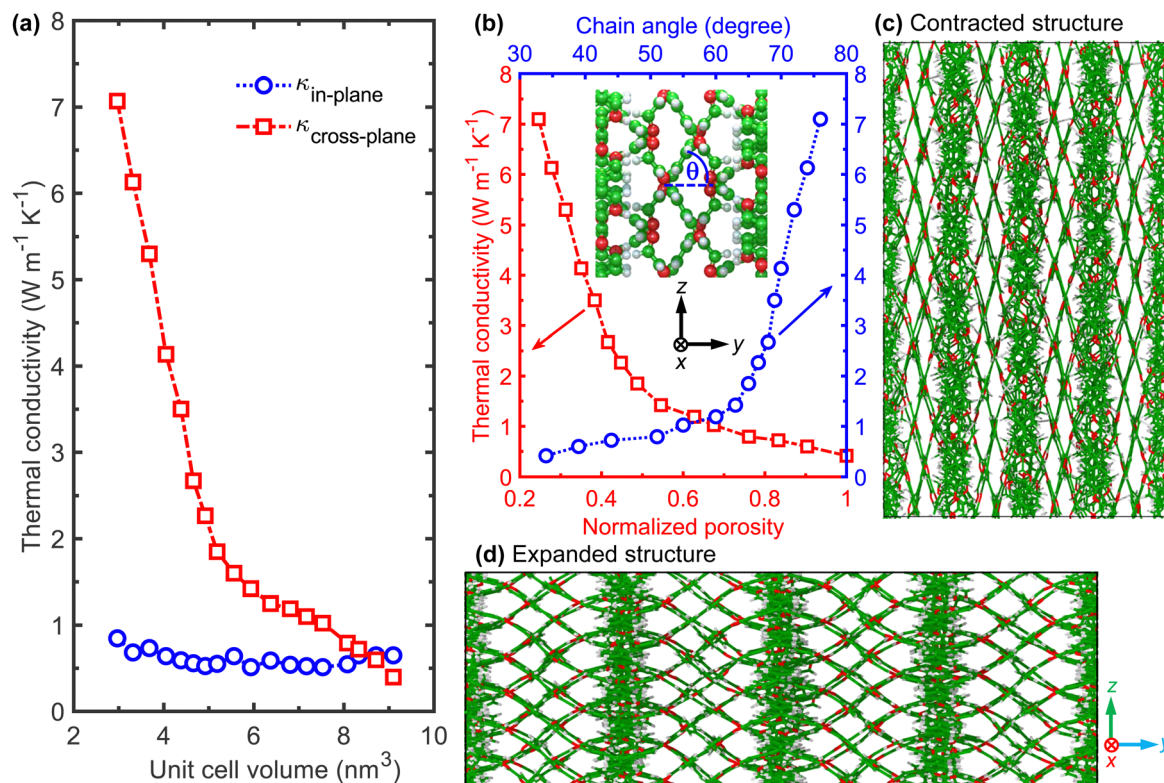 (a)
Thermal conductivity (W m⁻¹ K⁻¹)
8
7
6
5
4
3
2
1
0
κin-plane
κcross-plane
2 4 6 8 10
Unit cell volume (nm³)
(b)
Chain angle (degree)
30 40 50 60 70 80
Thermal conductivity (W m⁻¹ K⁻¹)
8 8
7 7
6 6
5 5
4 4
3 3
2 2
1 1
0 0
θ
z
y
x
0.2 0.4 0.6 0.8 1
Normalized porosity
(c) Contracted structure
(d) Expanded structure
z
y
x